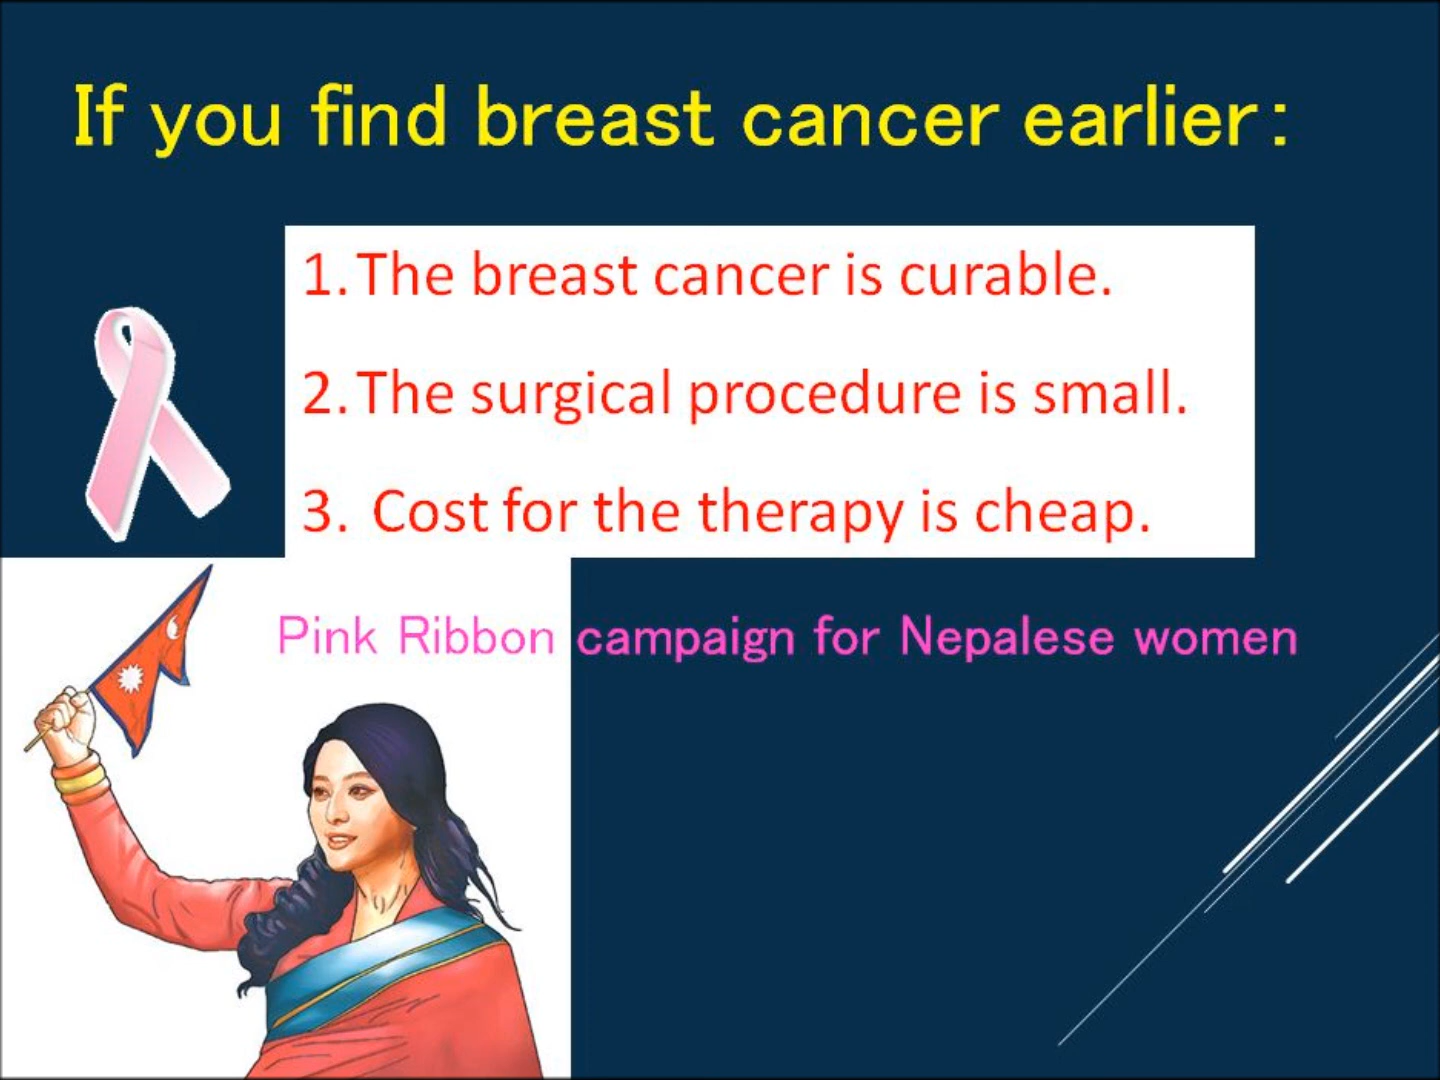 If you find breast cancer earlier:
1. The breast cancer is curable.
2. The surgical procedure is small.
3. Cost for the therapy is cheap.
Pink Ribbon campaign for Nepalese women